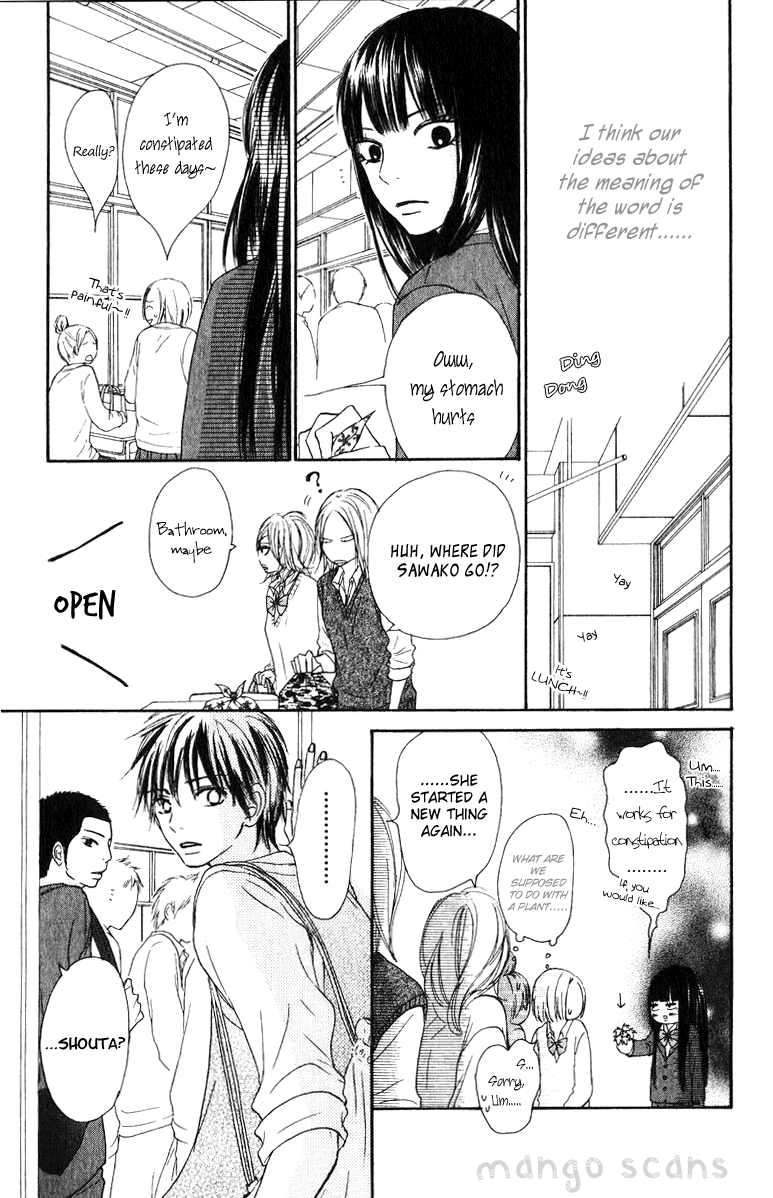 I think our
ideas about
the meaning of
the word is
different......
Ding
Dong
Yay
Yay
It's
LUNCH~!!
Oww,
my stomach
hurts
I'm
constipated
these days~
Really?
That's
painful~!!
...
HUH, WHERE DID
SAWAKO GO!?
?
Bathroom,
maybe
OPEN
Um....
This.....
......It
works for
constipation
........
If you
would like
Eh...
WHAT ARE
WE
SUPPOSED
TO DO WITH
A PLANT.....
......SHE
STARTED A
NEW THING
AGAIN...
S...
Sorry,
Um.....
.........
...SHOUTA?
mango scans